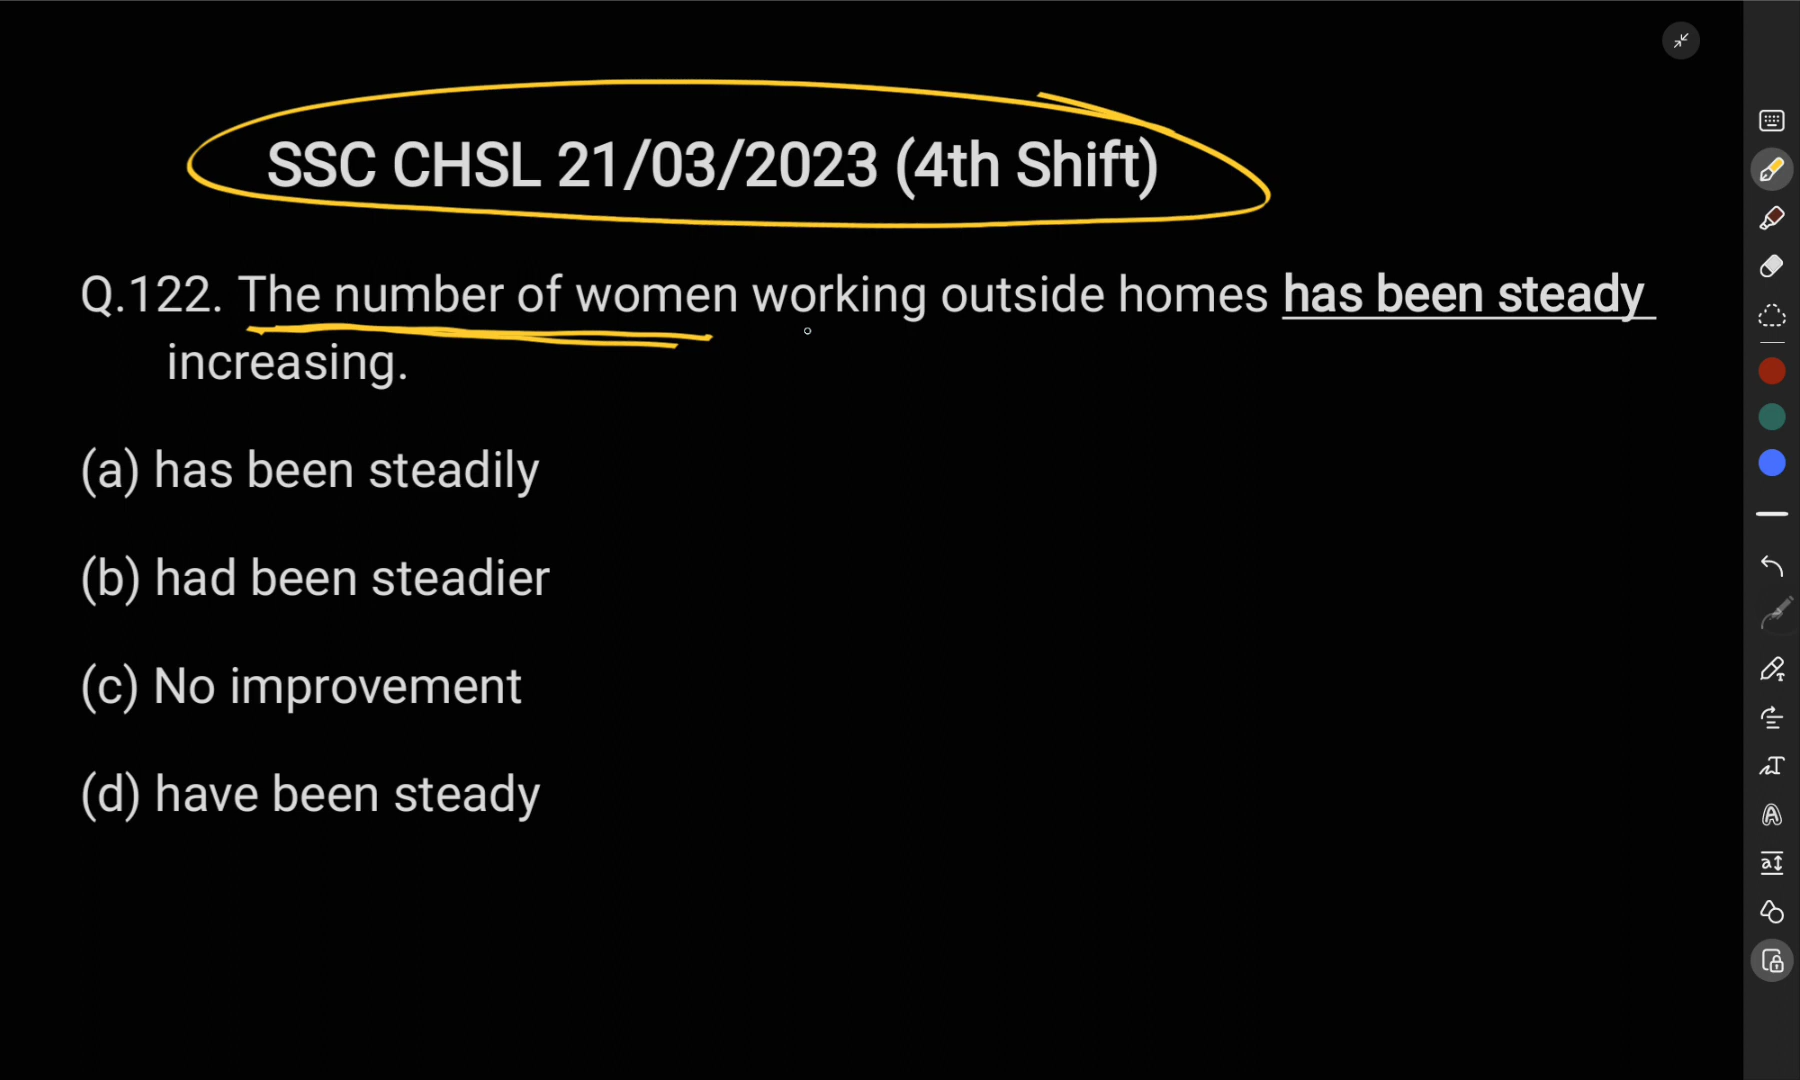 SSC CHSL 21/03/2023 (4th Shift)
Q.122. The number of women working outside homes has been steady
increasing.
(a) has been steadily
(b) had been steadier
(c) No improvement
(d) have been steady